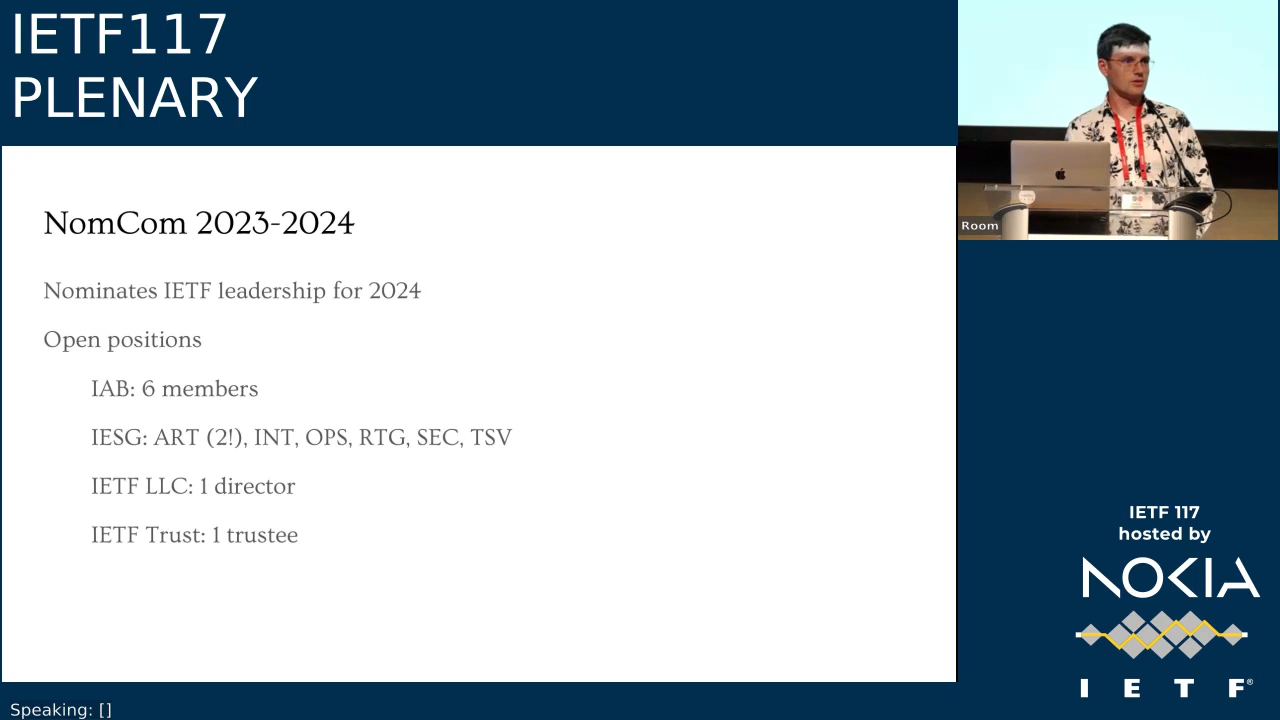 IETF117
PLENARY
NomCom 2023-2024
Nominates IETF leadership for 2024
Open positions
IAB: 6 members
IESG: ART (2!), INT, OPS, RTG, SEC, TSV
IETF LLC: 1 director
IETF Trust: 1 trustee
Room
IETF 117
hosted by
NOKIA
I E T F®
Speaking: []